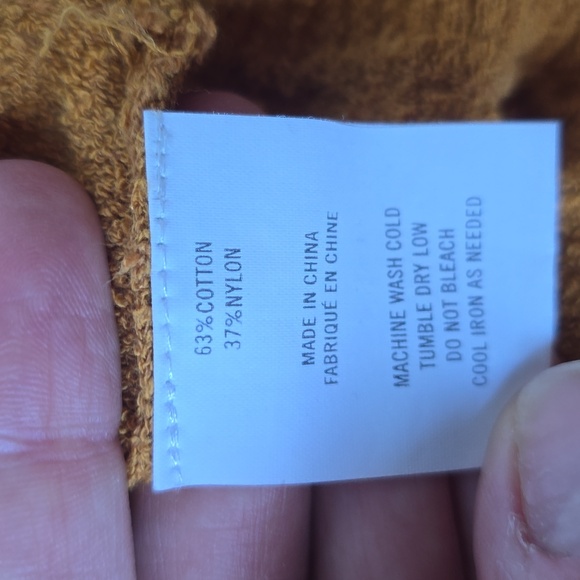 63%COTTON
37%NYLON
MADE IN CHINA
FABRIQUÉ EN CHINE
MACHINE WASH COLD
TUMBLE DRY LOW
DO NOT BLEACH
COOL IRON AS NEEDED